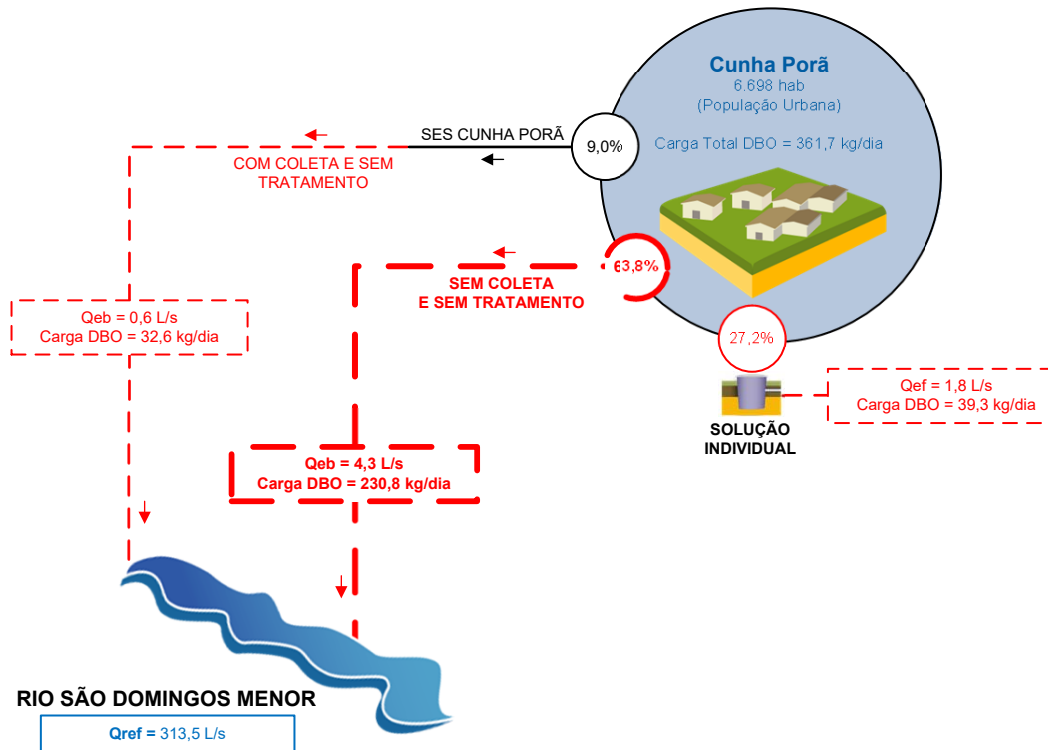 Cunha Porã
6.698 hab
(População Urbana)
Carga Total DBO = 361,7 kg/dia
SES CUNHA PORÃ
9,0%
COM COLETA E SEM
TRATAMENTO
63,8%
SEM COLETA
E SEM TRATAMENTO
27,2%
Qeb = 0,6 L/s
Carga DBO = 32,6 kg/dia
Qef = 1,8 L/s
Carga DBO = 39,3 kg/dia
SOLUÇÃO
INDIVIDUAL
Qeb = 4,3 L/s
Carga DBO = 230,8 kg/dia
RIO SÃO DOMINGOS MENOR
Qref = 313,5 L/s